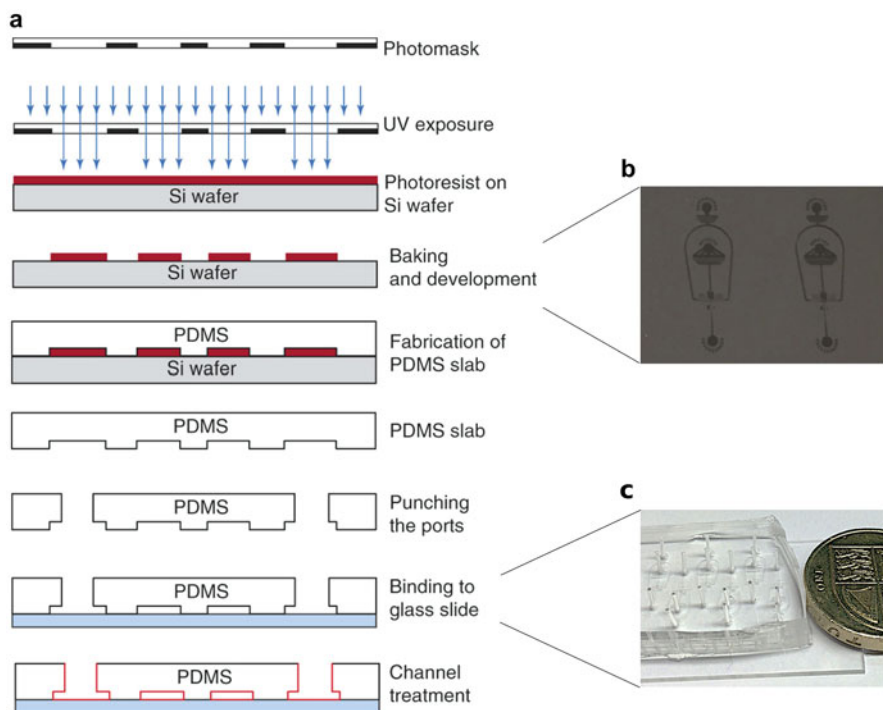 a
Photomask
UV exposure
Photoresist on
Si wafer
Si wafer
b
Baking
and development
Si wafer
PDMS
Fabrication of
PDMS slab
Si wafer
PDMS
PDMS slab
PDMS
Punching
the ports
c
PDMS
Binding to
glass slide
PDMS
Channel
treatment